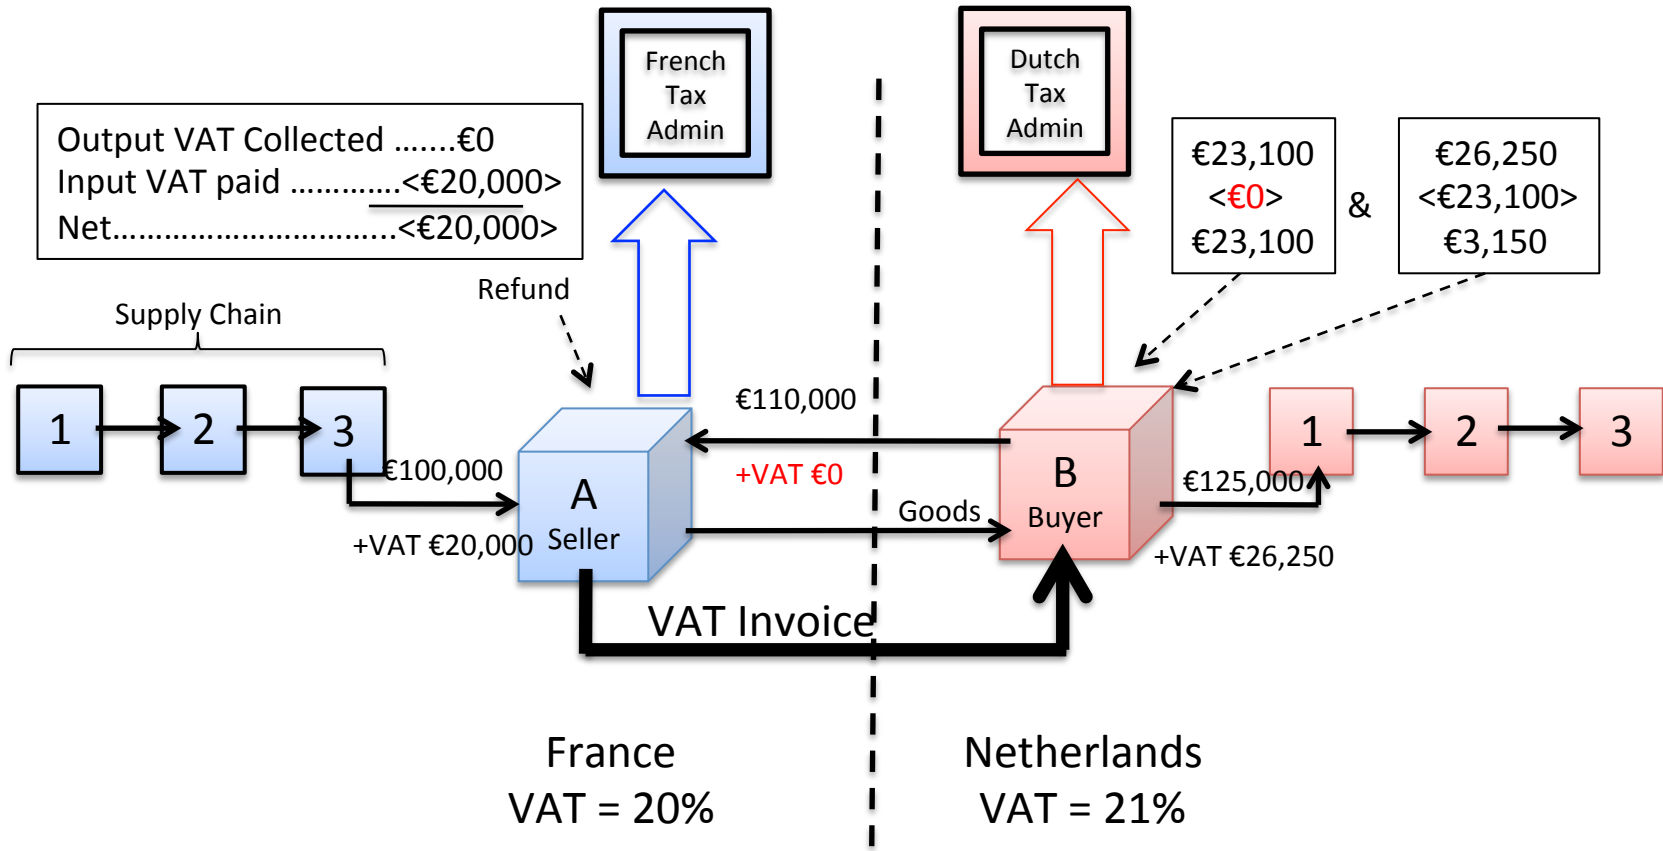 French
Tax
Admin
Dutch
Tax
Admin
Output VAT Collected .......€0
Input VAT paid ..............<€20,000>
Net................................<€20,000>
€23,100
<€0>
€23,100
&
€26,250
<€23,100>
€3,150
Refund
Supply Chain
1
2
3
€100,000
+VAT €20,000
A
Seller
€110,000
+VAT €0
Goods
B
Buyer
€125,000
+VAT €26,250
1
2
3
VAT Invoice
France
VAT = 20%
Netherlands
VAT = 21%